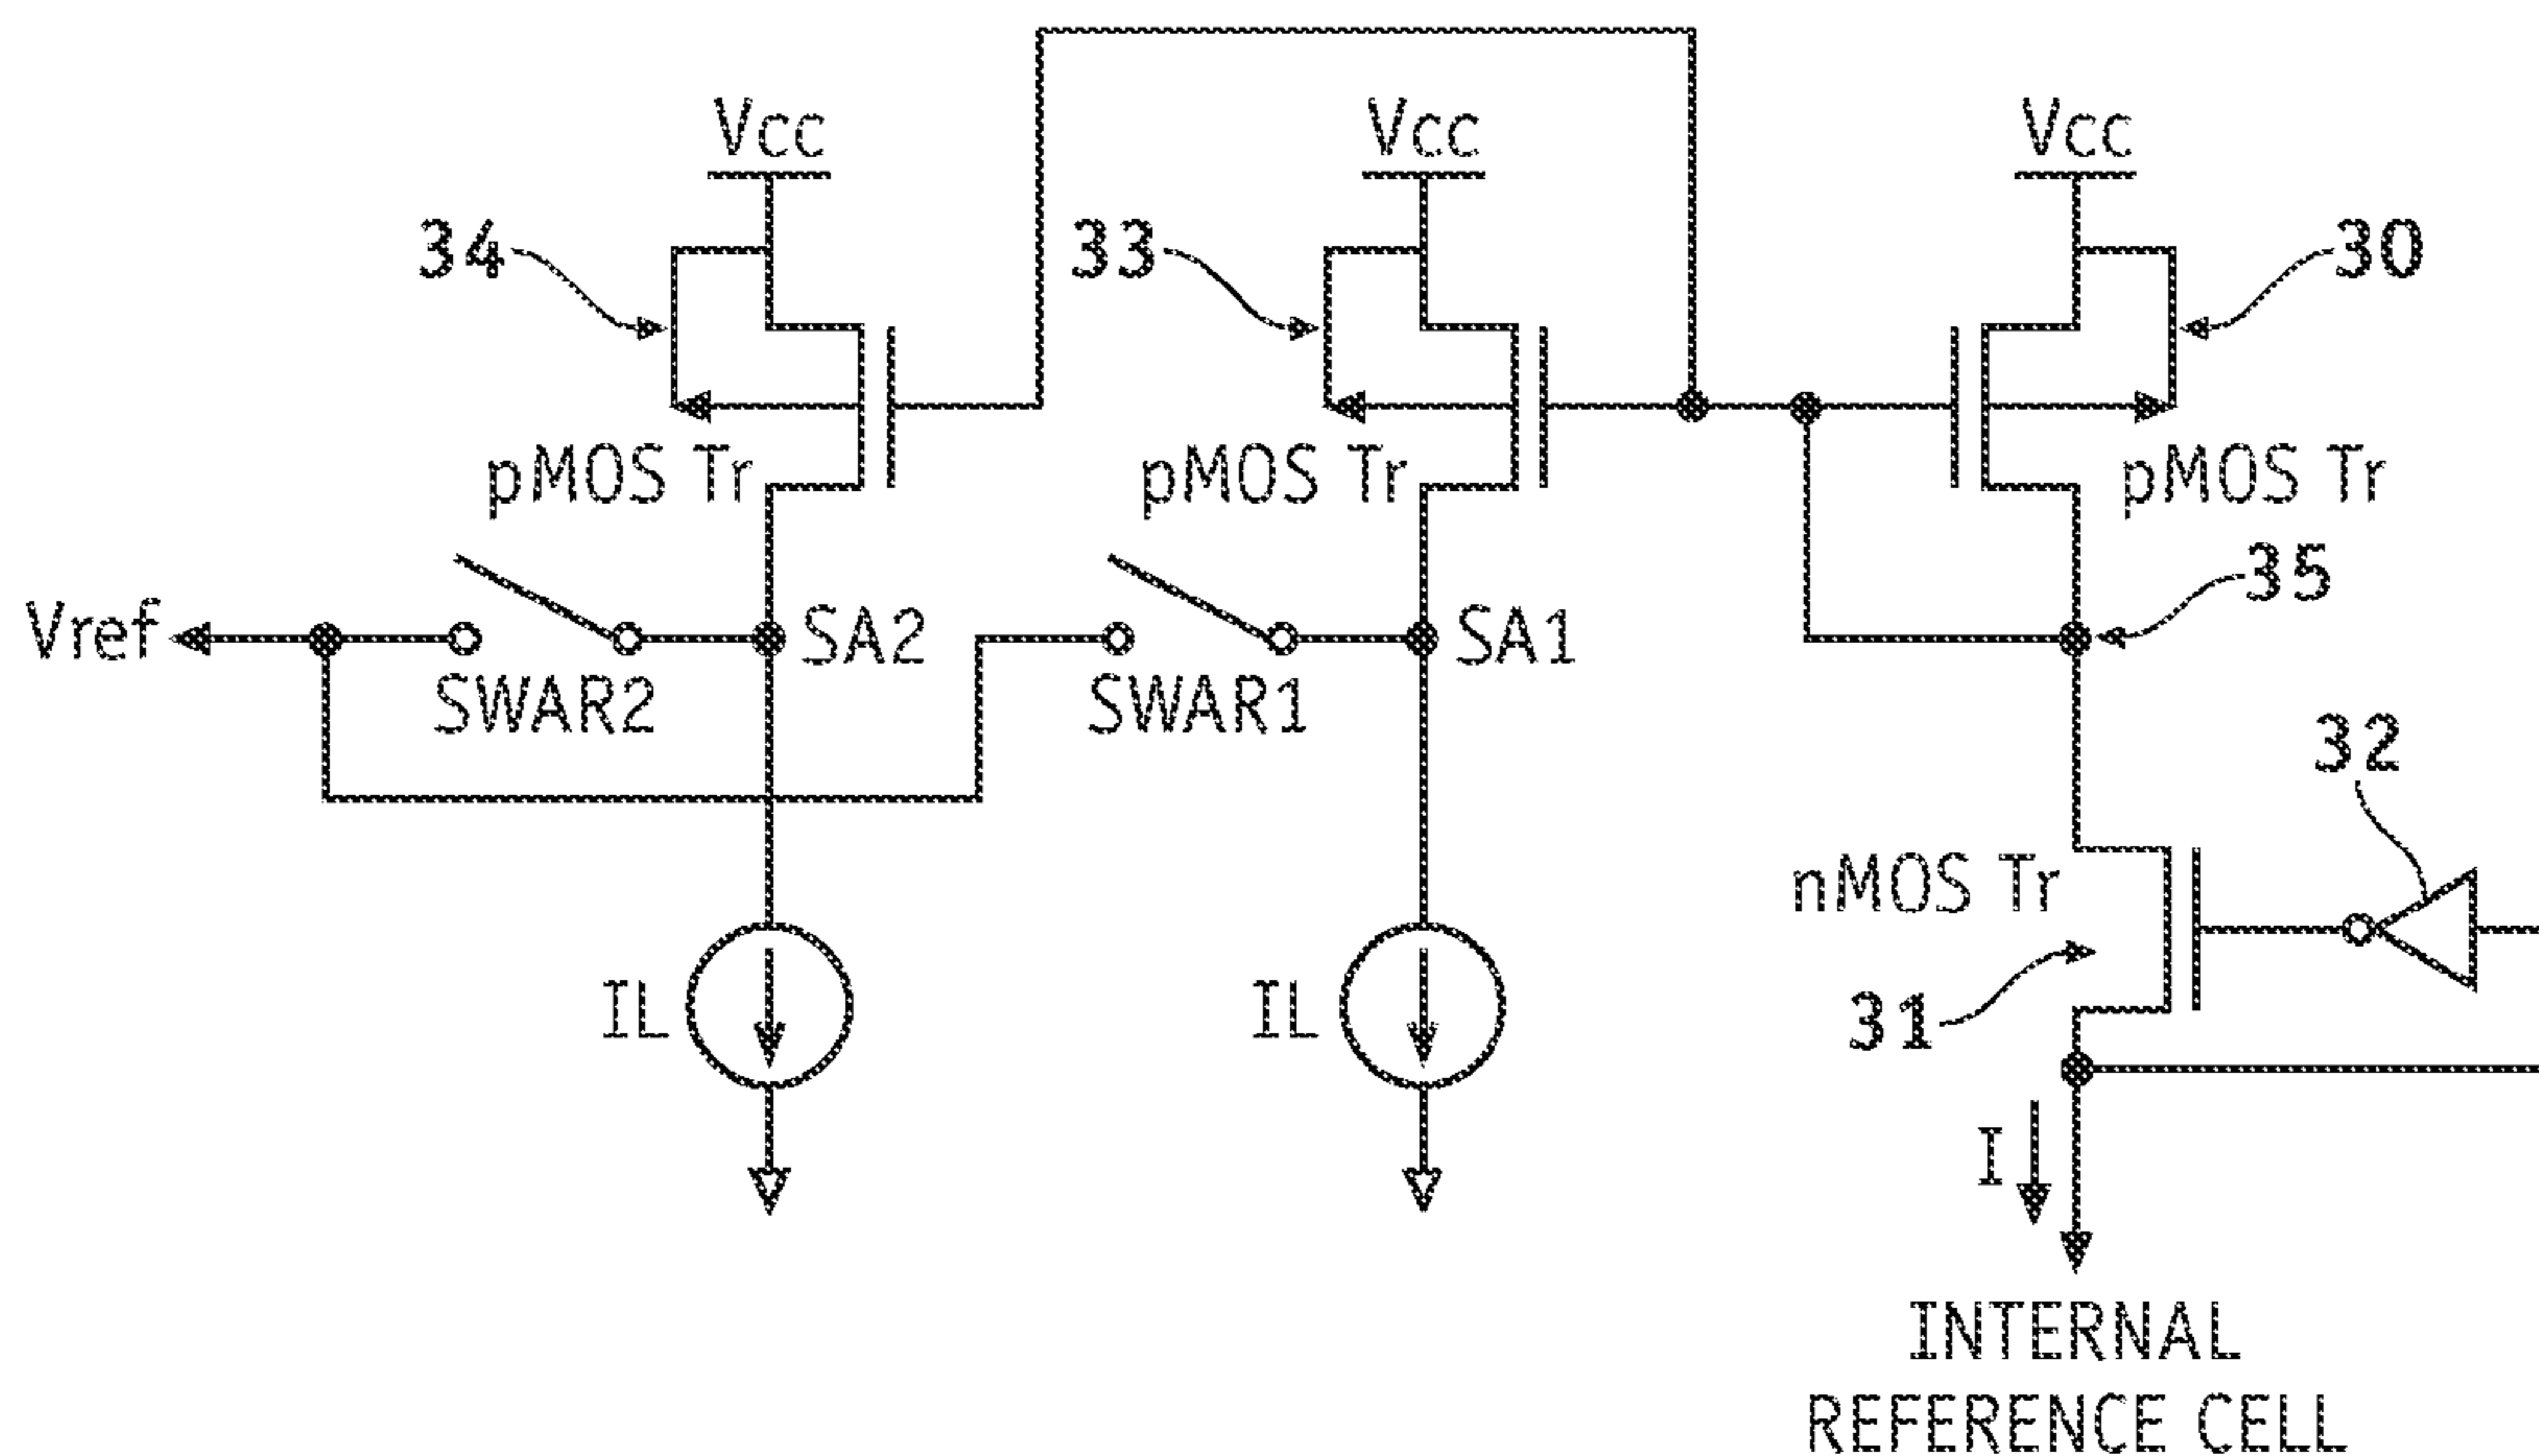 Vcc
Vcc
Vcc
34
33
30
pMOS Tr
pMOS Tr
pMOS Tr
35
Vref
SA2
SA1
SWAR2
SWAR1
32
nMOS Tr
IL
IL
31
I
INTERNAL
REFERENCE CELL